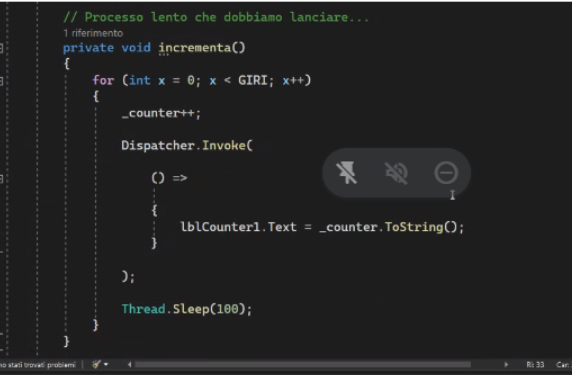 // Processo lento che dobbiamo lanciare...
1 riferimento
private void incrementa()
{
for (int x = 0; x < GIRI; x++)
{
_counter++;
Dispatcher.Invoke(
() =>
{
lblCounter1.Text = _counter.ToString();
}
);
Thread.Sleep(100);
}
}
no stati trovati problemi
Ri: 33 Car: